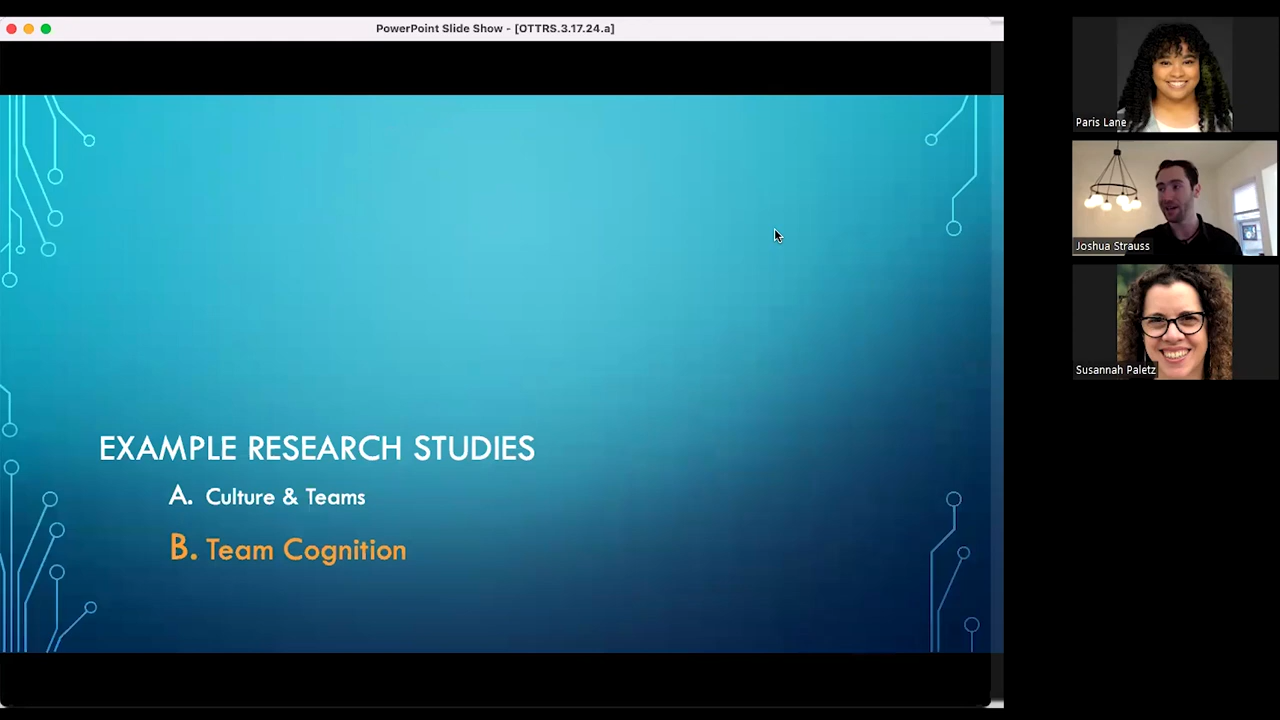 PowerPoint Slide Show - [OTTRS.3.17.24.a]
EXAMPLE RESEARCH STUDIES
A. Culture & Teams
B. Team Cognition
Paris Lane
Joshua Strauss
Susannah Paletz